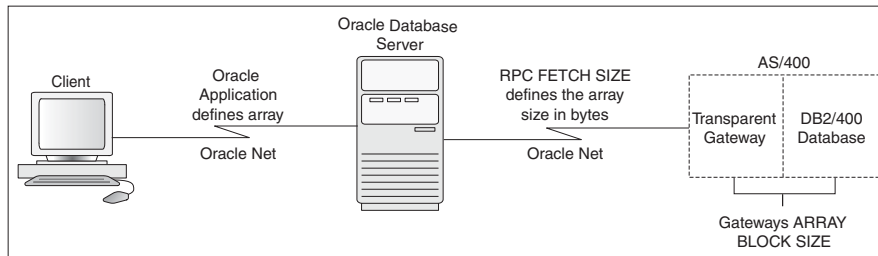 Oracle Database
Server
Client
Oracle
Application
defines array
Oracle Net
RPC FETCH SIZE
defines the array
size in bytes
Oracle Net
AS/400
Transparent
Gateway
DB2/400
Database
Gateways ARRAY
BLOCK SIZE